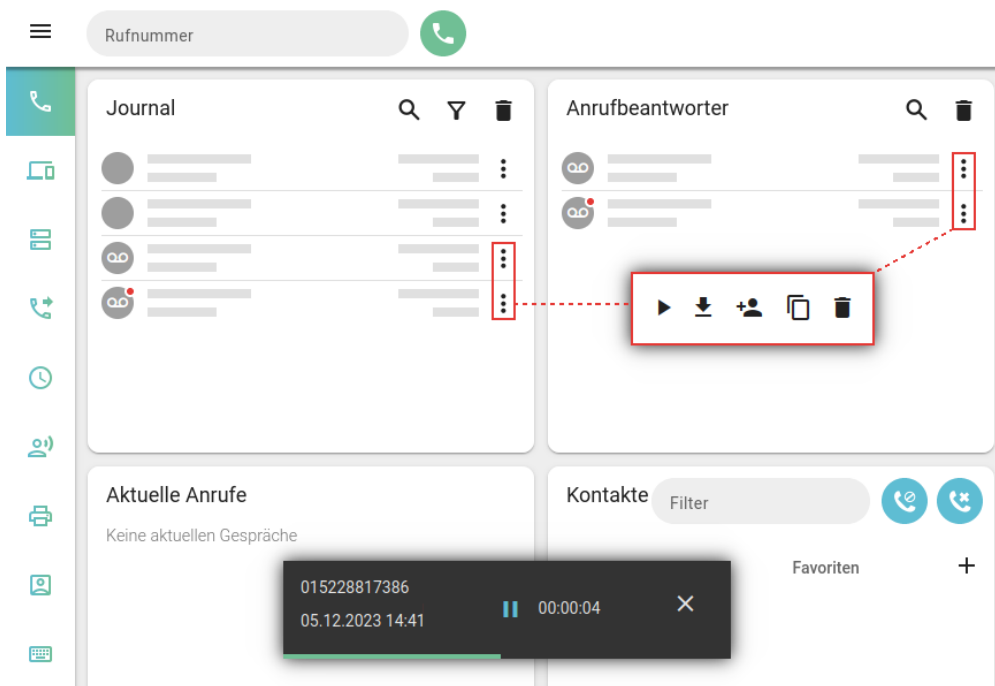 Rufnummer
Journal
Anrufbeantworter
Aktuelle Anrufe
Keine aktuellen Gespräche
Kontakte
Filter
Favoriten
015228817386
05.12.2023 14:41
00:00:04